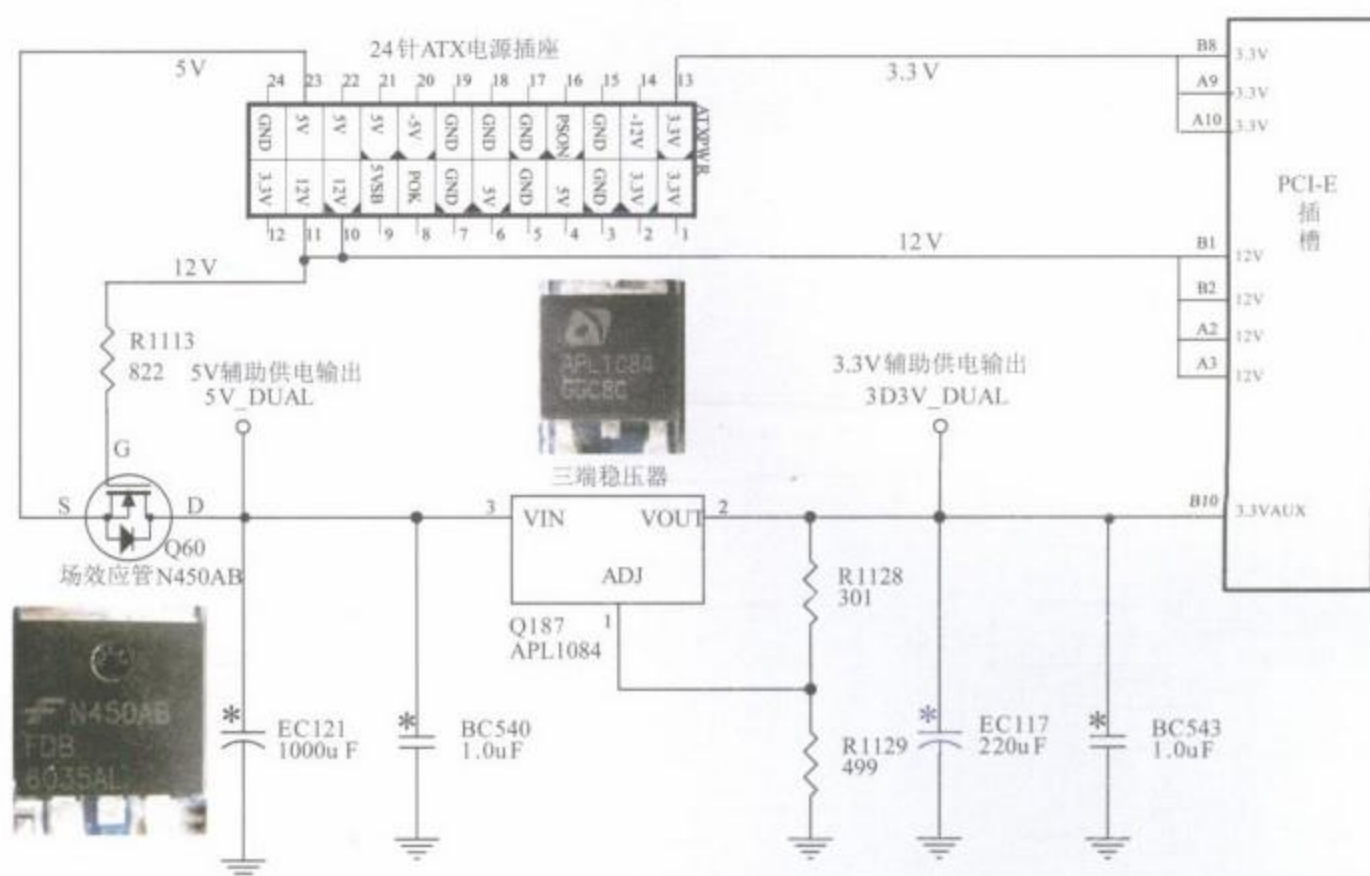 24针ATX电源插座
5V
24 23 22 21 20 19 18 17 16 15 14 13
GND 5V 5V 5V -5V GND GND GND PSON GND -12V 3.3V
3.3V 12V 12V 5VSB POK GND 5V GND 5V GND 3.3V 3.3V
12 11 10 9 8 7 6 5 4 3 2 1
ATXPWR
3.3V
B8 3.3V
A9 3.3V
A10 3.3V
PCI-E
插
槽
12V
B1 12V
B2 12V
A2 12V
A3 12V
12V
R1113
822
5V辅助供电输出
5V_DUAL
APL1084
GGC8C
三端稳压器
3.3V辅助供电输出
3D3V_DUAL
G
S
D
Q60
场效应管N450AB
3
VIN
VOUT
2
ADJ
1
Q187
APL1084
B10 3.3VAUX
R1128
301
N450AB
FDB
6035AL
* EC121
1000uF
* BC540
1.0uF
R1129
499
* EC117
220uF
* BC543
1.0uF